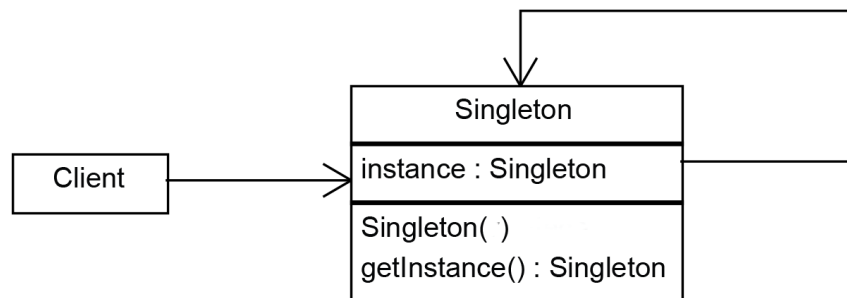 Singleton
Client
instance : Singleton
Singleton( )
getInstance() : Singleton